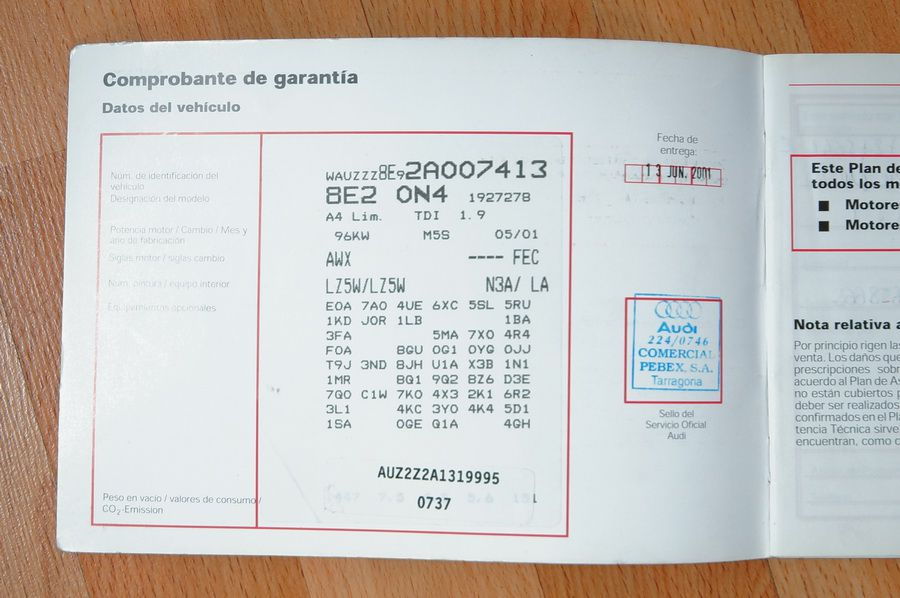 Comprobante de garantía
Datos del vehículo
Núm. de identificación del
vehículo
Designación del modelo
Potencia motor / Cambio / Mes y
año de fabricación
Siglas motor / siglas cambio
Núm. pintura / equipo interior
Equipamientos opcionales
Peso en vacío / valores de consumo/
CO2-Emission
WAUZZZ8E92A007413
8E2 0N4 1927278
A4 Lim. TDI 1.9
96KW M5S 05/01
AWX ---- FEC
LZ5W/LZ5W N3A/ LA
E0A 7A0 4UE 6XC 5SL 5RU
1KD J0R 1LB 1BA
3FA 5MA 7X0 4R4
F0A 8GU 0G1 0YG 0JJ
T9J 3ND 8JH U1A X3B 1N1
1MR 8Q1 9Q2 8Z6 D3E
7Q0 C1W 7K0 4X3 2K1 6R2
3L1 4KC 3Y0 4K4 5D1
1SA 0GE Q1A 4GH
AUZ2Z2A1319995
0737
Fecha de
entrega:
13 JUN. 2001
Audi
224/0746
COMERCIAL
PEBEX, S.A.
Tarragona
Sello del
Servicio Oficial
Audi
Este Plan de
todos los
Motore
Motore
Nota relativa a
Por principio rigen las
venta. Los daños que
prescripciones
acuerdo al Plan de
no están cubiertos
deber ser realizados
confirmados en el
tencia Técnica sirve
encuentran, como